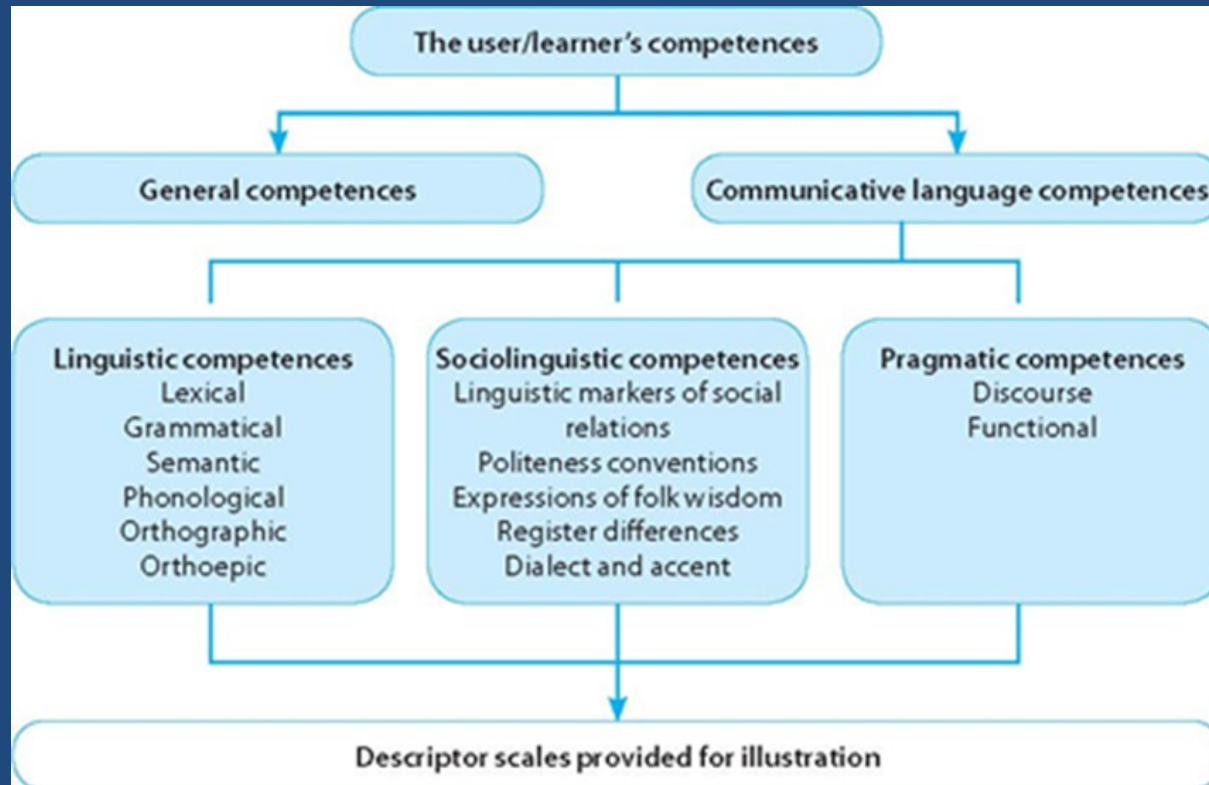 The user/learner's competences
General competences
Communicative language competences
Linguistic competences
Lexical
Grammatical
Semantic
Phonological
Orthographic
Orthoepic
Sociolinguistic competences
Linguistic markers of social
relations
Politeness conventions
Expressions of folk wisdom
Register differences
Dialect and accent
Pragmatic competences
Discourse
Functional
Descriptor scales provided for illustration